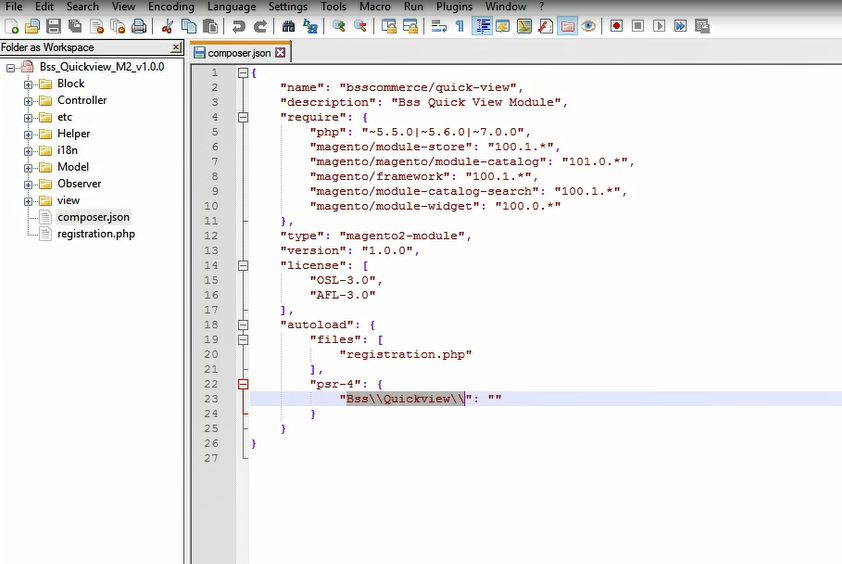 File Edit Search View Encoding Language Settings Tools Macro Run Plugins Window ?
Folder as Workspace
composer.json
Bss_Quickview_M2_v1.0.0
Block
Controller
etc
Helper
i18n
Model
Observer
view
composer.json
registration.php
1 {
2 "name": "bsscommerce/quick-view",
3 "description": "Bss Quick View Module",
4 "require": {
5 "php": "~5.5.0|~5.6.0|~7.0.0",
6 "magento/module-store": "100.1.*",
7 "magento/magento/module-catalog": "101.0.*",
8 "magento/framework": "100.1.*",
9 "magento/module-catalog-search": "100.1.*",
10 "magento/module-widget": "100.0.*"
11 },
12 "type": "magento2-module",
13 "version": "1.0.0",
14 "license": [
15 "OSL-3.0",
16 "AFL-3.0"
17 ],
18 "autoload": {
19 "files": [
20 "registration.php"
21 ],
22 "psr-4": {
23 "Bss\\Quickview\\": ""
24 }
25 }
26 }
27